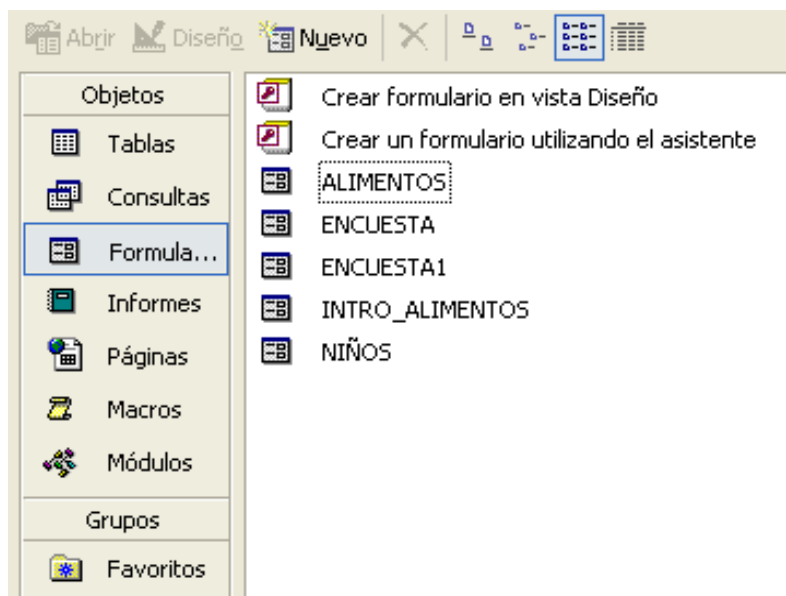 Abrir Diseño Nuevo
Objetos
Tablas
Consultas
Formula...
Informes
Páginas
Macros
Módulos
Grupos
Favoritos
Crear formulario en vista Diseño
Crear un formulario utilizando el asistente
ALIMENTOS
ENCUESTA
ENCUESTA1
INTRO_ALIMENTOS
NIÑOS